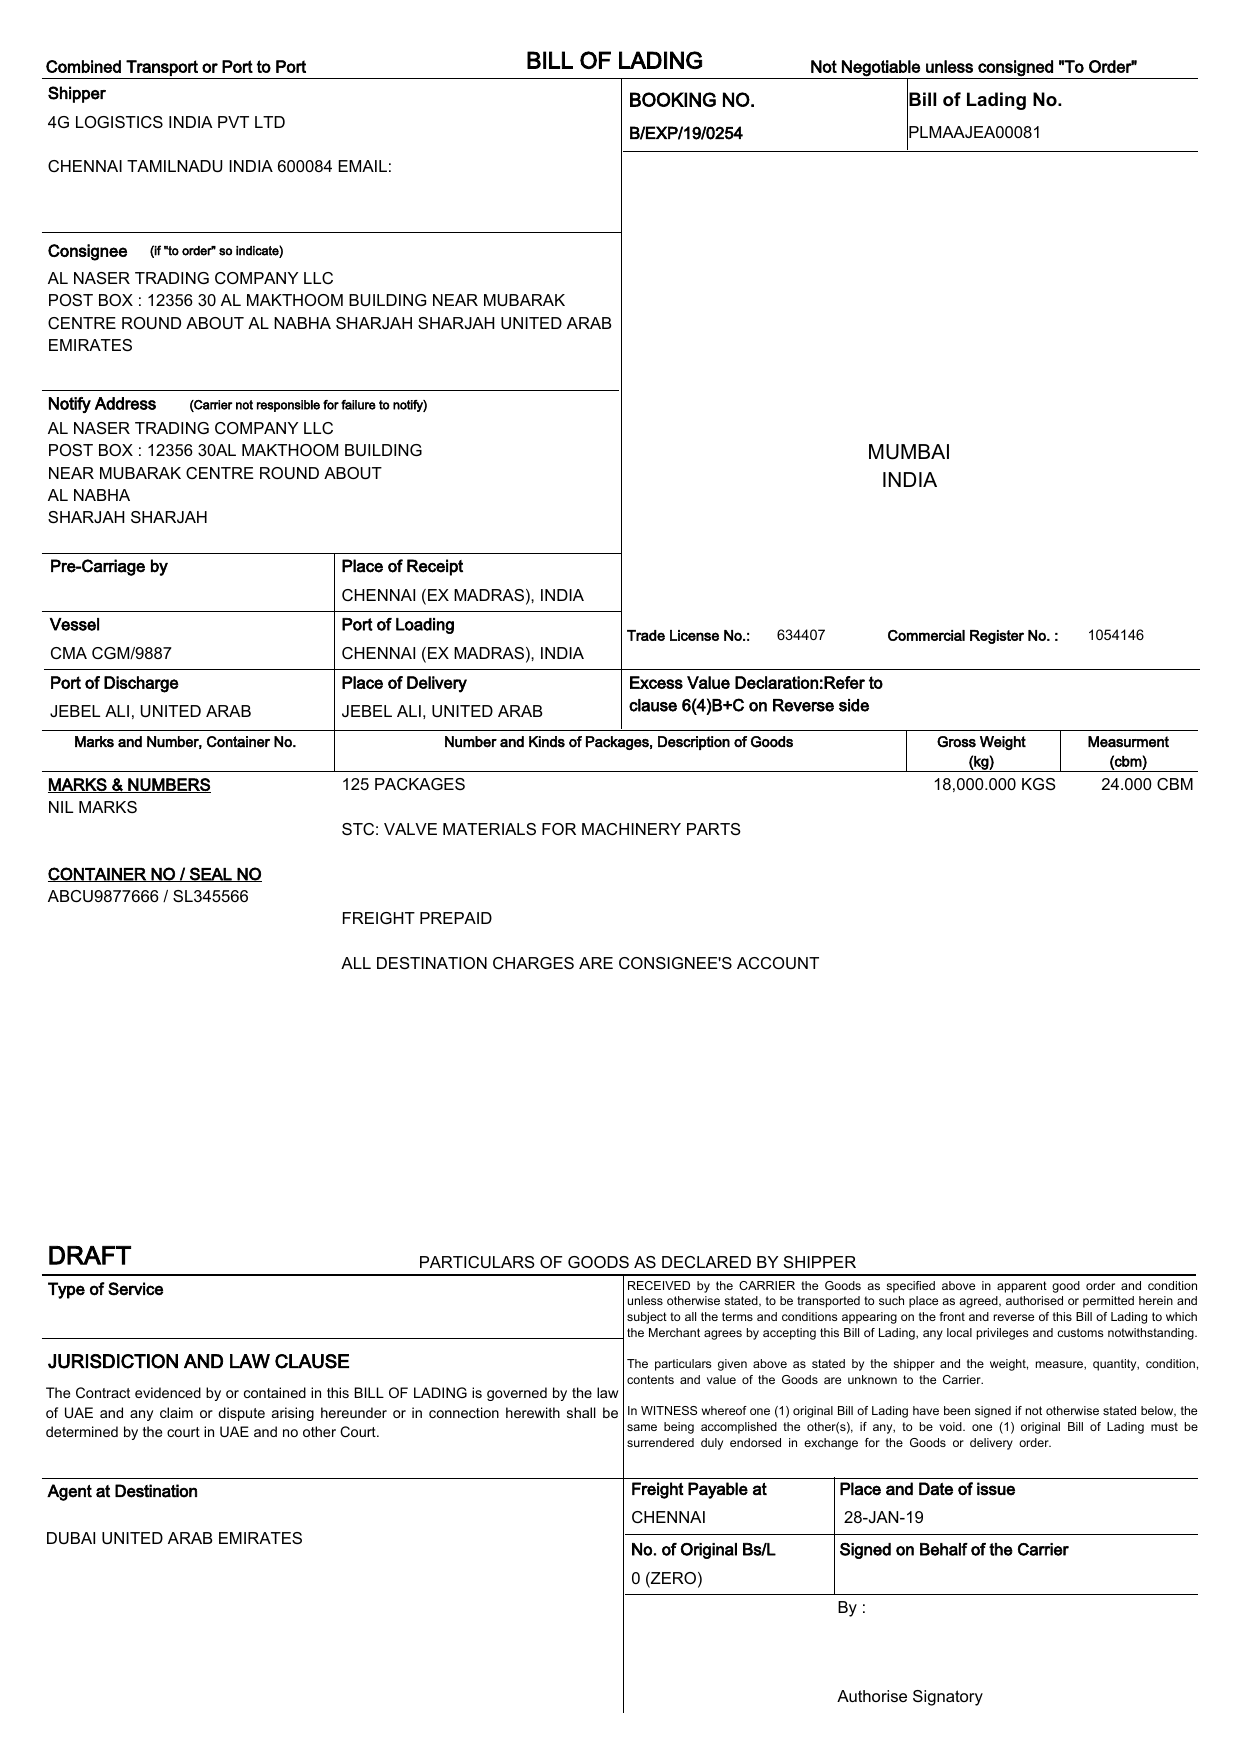 Combined Transport or Port to Port
BILL OF LADING
Not Negotiable unless consigned "To Order"
Shipper
4G LOGISTICS INDIA PVT LTD
CHENNAI TAMILNADU INDIA 600084 EMAIL:
BOOKING NO.
B/EXP/19/0254
Bill of Lading No.
PLMAAJEA00081
Consignee (if "to order" so indicate)
AL NASER TRADING COMPANY LLC
POST BOX : 12356 30 AL MAKTHOOM BUILDING NEAR MUBARAK
CENTRE ROUND ABOUT AL NABHA SHARJAH SHARJAH UNITED ARAB
EMIRATES
Notify Address (Carrier not responsible for failure to notify)
AL NASER TRADING COMPANY LLC
POST BOX : 12356 30AL MAKTHOOM BUILDING
NEAR MUBARAK CENTRE ROUND ABOUT
AL NABHA
SHARJAH SHARJAH
MUMBAI
INDIA
Pre-Carriage by
Place of Receipt
CHENNAI (EX MADRAS), INDIA
Vessel
CMA CGM/9887
Port of Loading
CHENNAI (EX MADRAS), INDIA
Trade License No.: 634407 Commercial Register No. : 1054146
Port of Discharge
JEBEL ALI, UNITED ARAB
Place of Delivery
JEBEL ALI, UNITED ARAB
Excess Value Declaration:Refer to
clause 6(4)B+C on Reverse side
Marks and Number, Container No.
Number and Kinds of Packages, Description of Goods
Gross Weight
(kg)
Measurment
(cbm)
MARKS & NUMBERS
NIL MARKS
125 PACKAGES
18,000.000 KGS
24.000 CBM
STC: VALVE MATERIALS FOR MACHINERY PARTS
CONTAINER NO / SEAL NO
ABCU9877666 / SL345566
FREIGHT PREPAID
ALL DESTINATION CHARGES ARE CONSIGNEE'S ACCOUNT
DRAFT
PARTICULARS OF GOODS AS DECLARED BY SHIPPER
Type of Service
RECEIVED by the CARRIER the Goods as specified above in apparent good order and condition
unless otherwise stated, to be transported to such place as agreed, authorised or permitted herein and
subject to all the terms and conditions appearing on the front and reverse of this Bill of Lading to which
the Merchant agrees by accepting this Bill of Lading, any local privileges and customs notwithstanding.
The particulars given above as stated by the shipper and the weight, measure, quantity, condition,
contents and value of the Goods are unknown to the Carrier.
In WITNESS whereof one (1) original Bill of Lading have been signed if not otherwise stated below, the
same being accomplished the other(s), if any, to be void. one (1) original Bill of Lading must be
surrendered duly endorsed in exchange for the Goods or delivery order.
JURISDICTION AND LAW CLAUSE
The Contract evidenced by or contained in this BILL OF LADING is governed by the law
of UAE and any claim or dispute arising hereunder or in connection herewith shall be
determined by the court in UAE and no other Court.
Agent at Destination
DUBAI UNITED ARAB EMIRATES
Freight Payable at
CHENNAI
Place and Date of issue
28-JAN-19
No. of Original Bs/L
0 (ZERO)
Signed on Behalf of the Carrier
By :
Authorise Signatory